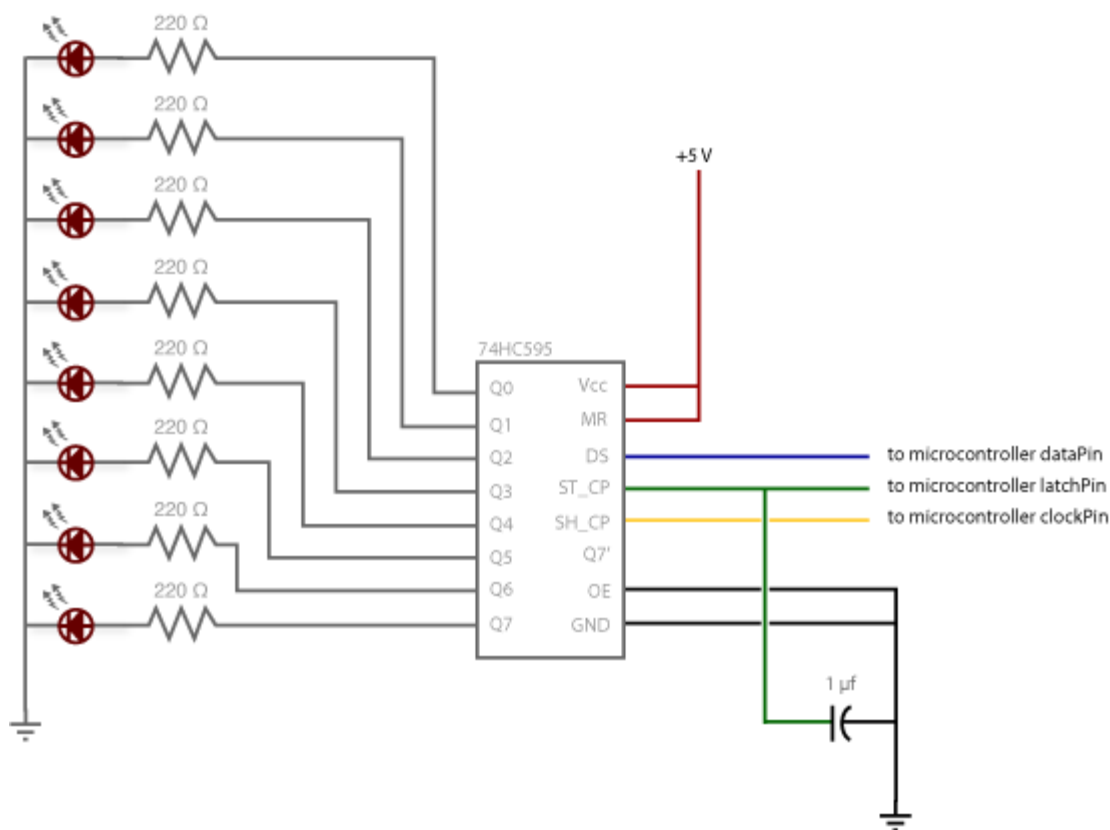 220 Ω
220 Ω
220 Ω
220 Ω
220 Ω
220 Ω
220 Ω
220 Ω
+5 V
74HC595
Q0
Q1
Q2
Q3
Q4
Q5
Q6
Q7
Vcc
MR
DS
ST_CP
SH_CP
Q7'
OE
GND
to microcontroller dataPin
to microcontroller latchPin
to microcontroller clockPin
1 µf